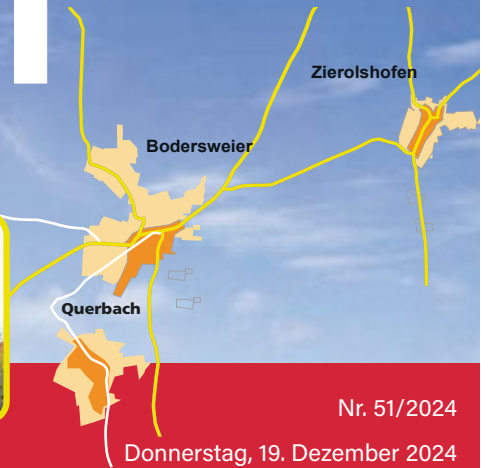 Zierolshofen
Bodersweier
Querbach
Nr. 51/2024
Donnerstag, 19. Dezember 2024